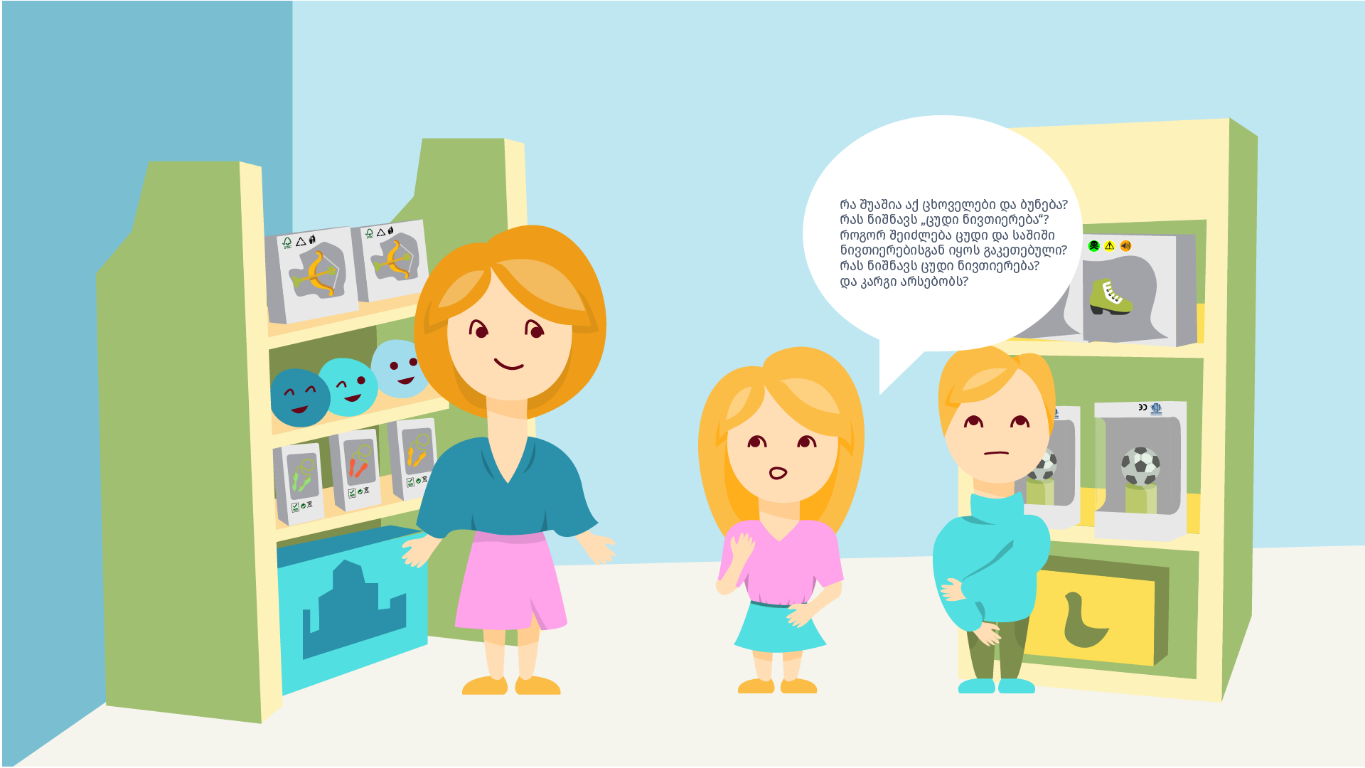 რა შუაშია აქ ცხოველები და ბუნება?
რას ნიშნავს „ცუდი ნივთიერება“?
როგორ შეიძლება ცუდი და საშიში
ნივთიერებისგან იყოს გაკეთებული?
რას ნიშნავს ცუდი ნივთიერება?
და კარგი არსებობს?